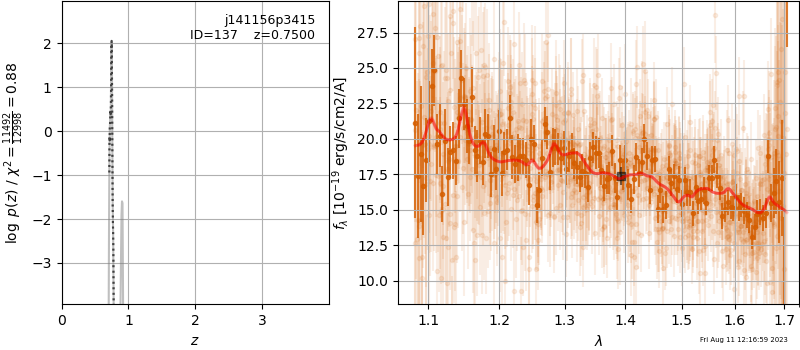 j141156p3415
ID=137 z=0.7500
log p(z) / χ² = 11492/12998 = 0.88
2
1
0
−1
−2
−3
0 1 2 3
z
f_λ [10⁻¹⁹ erg/s/cm2/A]
27.5
25.0
22.5
20.0
17.5
15.0
12.5
10.0
1.1 1.2 1.3 1.4 1.5 1.6 1.7
λ
Fri Aug 11 12:16:59 2023